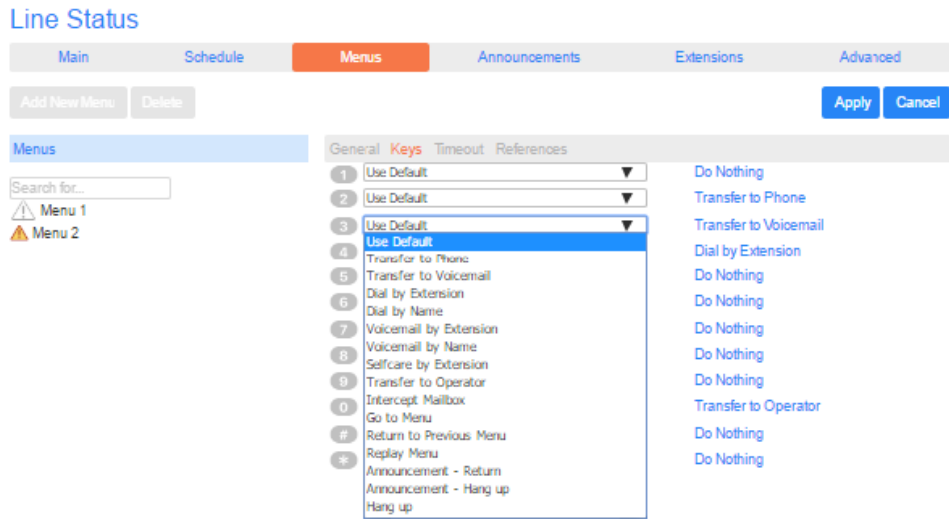 Line Status
Main Schedule Menus Announcements Extensions Advanced
Add New Menu Delete Apply Cancel
Menus
General Keys Timeout References
Search for...
Menu 1
Menu 2
1 Use Default ▼ Do Nothing
2 Use Default ▼ Transfer to Phone
3 Use Default ▼ Transfer to Voicemail
4 Dial by Extension
5 Do Nothing
6 Do Nothing
7 Do Nothing
8 Do Nothing
9 Do Nothing
0 Transfer to Operator
# Do Nothing
* Do Nothing
Use Default
Transfer to Phone
Transfer to Voicemail
Dial by Extension
Dial by Name
Voicemail by Extension
Voicemail by Name
Selfcare by Extension
Transfer to Operator
Intercept Mailbox
Go to Menu
Return to Previous Menu
Replay Menu
Announcement - Return
Announcement - Hang up
Hang up